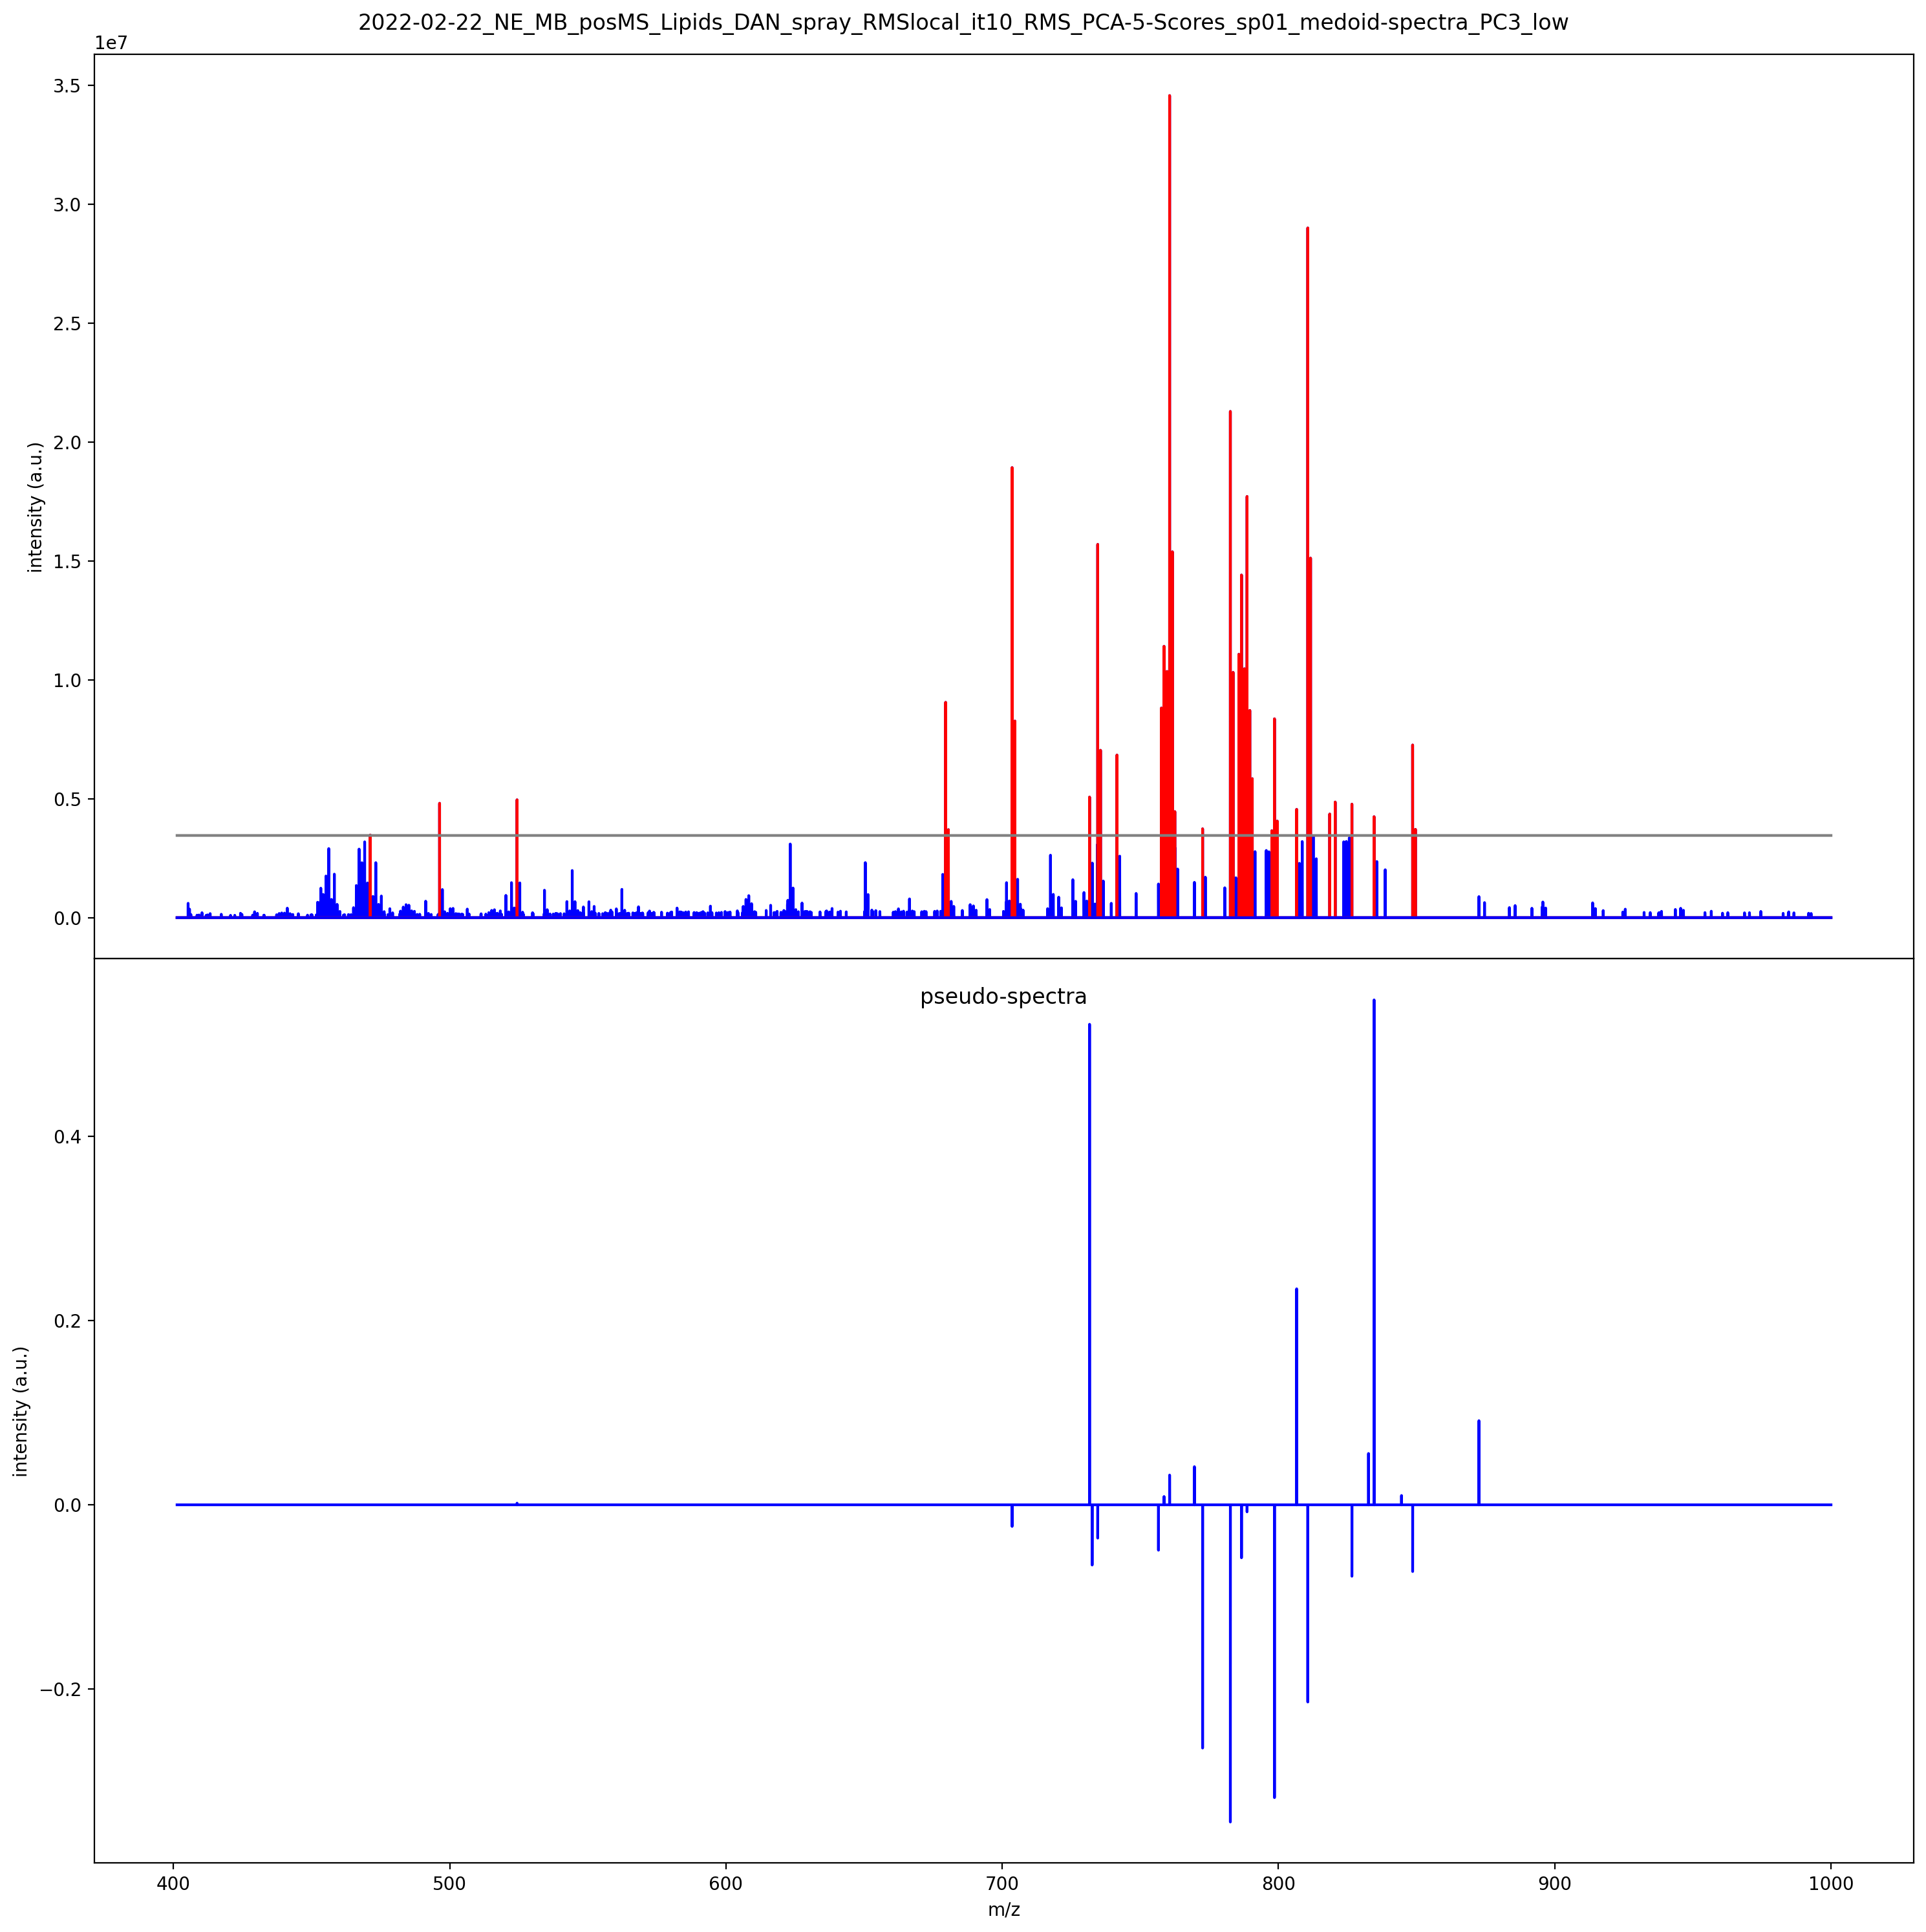 2022-02-22_NE_MB_posMS_Lipids_DAN_spray_RMSlocal_it10_RMS_PCA-5-Scores_sp01_medoid-spectra_PC3_low
1e7
3.5
3.0
2.5
2.0
1.5
1.0
0.5
0.0
intensity (a.u.)
pseudo-spectra
0.4
0.2
0.0
−0.2
intensity (a.u.)
400 500 600 700 800 900 1000
m/z